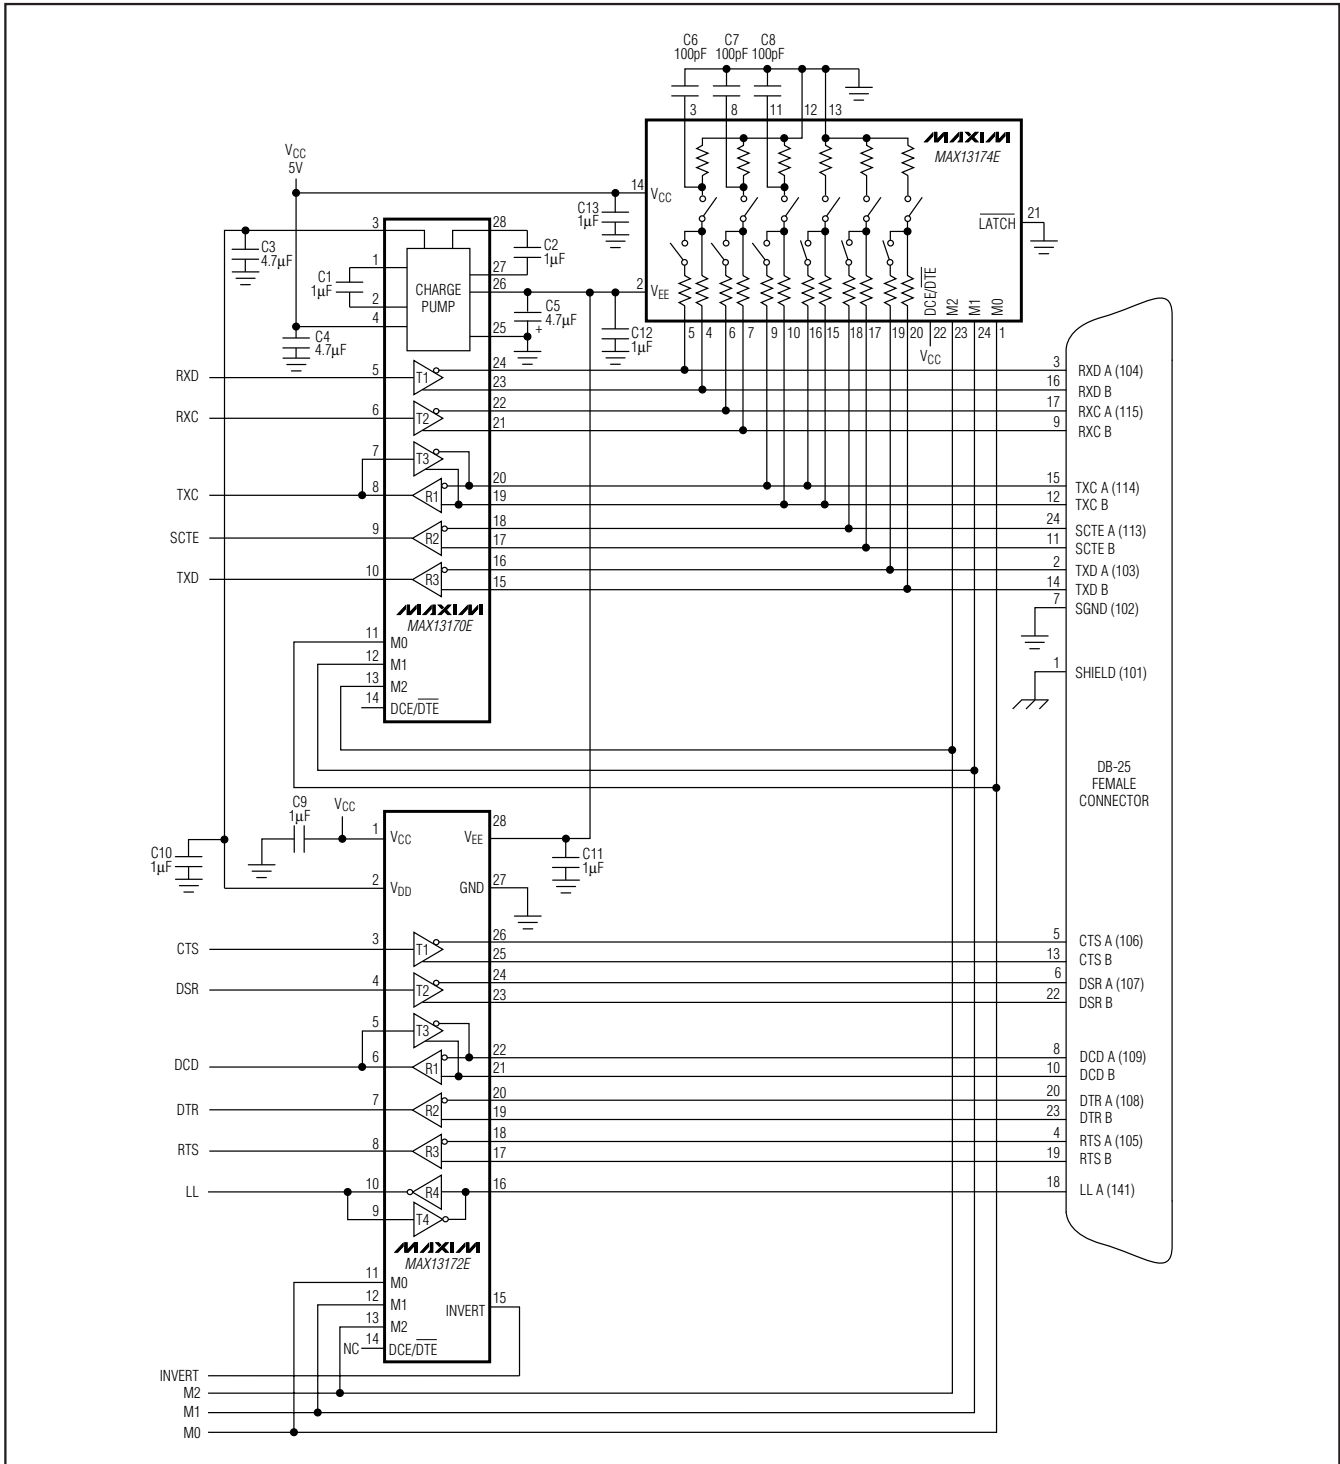 C6 C7 C8
100pF 100pF 100pF
3 8 11 12 13
MAXIM
MAX13174E
VCC
5V
14 VCC
C13
1µF
LATCH 21
3 28
C3
4.7µF
C2
1µF
1 27
C1
1µF
CHARGE
PUMP
26
2 VEE
2
4 25
C5
4.7µF
+
C12
1µF
C4
4.7µF
DCE/DTE M2 M1 M0
5 4 6 7 9 10 16 15 18 17 19 20 22 23 24 1
VCC
RXD 5 T1 24 3 RXD A (104)
23 16 RXD B
RXC 6 T2 22 17 RXC A (115)
21 9 RXC B
7 T3
TXC 8 R1 20 15 TXC A (114)
19 12 TXC B
SCTE 9 R2 18 24 SCTE A (113)
17 11 SCTE B
TXD 10 R3 16 2 TXD A (103)
15 14 TXD B
7 SGND (102)
MAXIM
MAX13170E
11 M0
12 M1
13 M2
14 DCE/DTE
1 SHIELD (101)
DB-25
FEMALE
CONNECTOR
C9
1µF
VCC
1 VCC VEE 28
C10
1µF
C11
1µF
2 VDD GND 27
CTS 3 T1 26 5 CTS A (106)
25 13 CTS B
DSR 4 T2 24 6 DSR A (107)
23 22 DSR B
5 T3
DCD 6 R1 22 8 DCD A (109)
21 10 DCD B
DTR 7 R2 20 20 DTR A (108)
19 23 DTR B
RTS 8 R3 18 4 RTS A (105)
17 19 RTS B
LL 10 R4 16 18 LL A (141)
9 T4
MAXIM
MAX13172E
11 M0
12 M1
INVERT 15
13 M2
NC 14 DCE/DTE
INVERT
M2
M1
M0